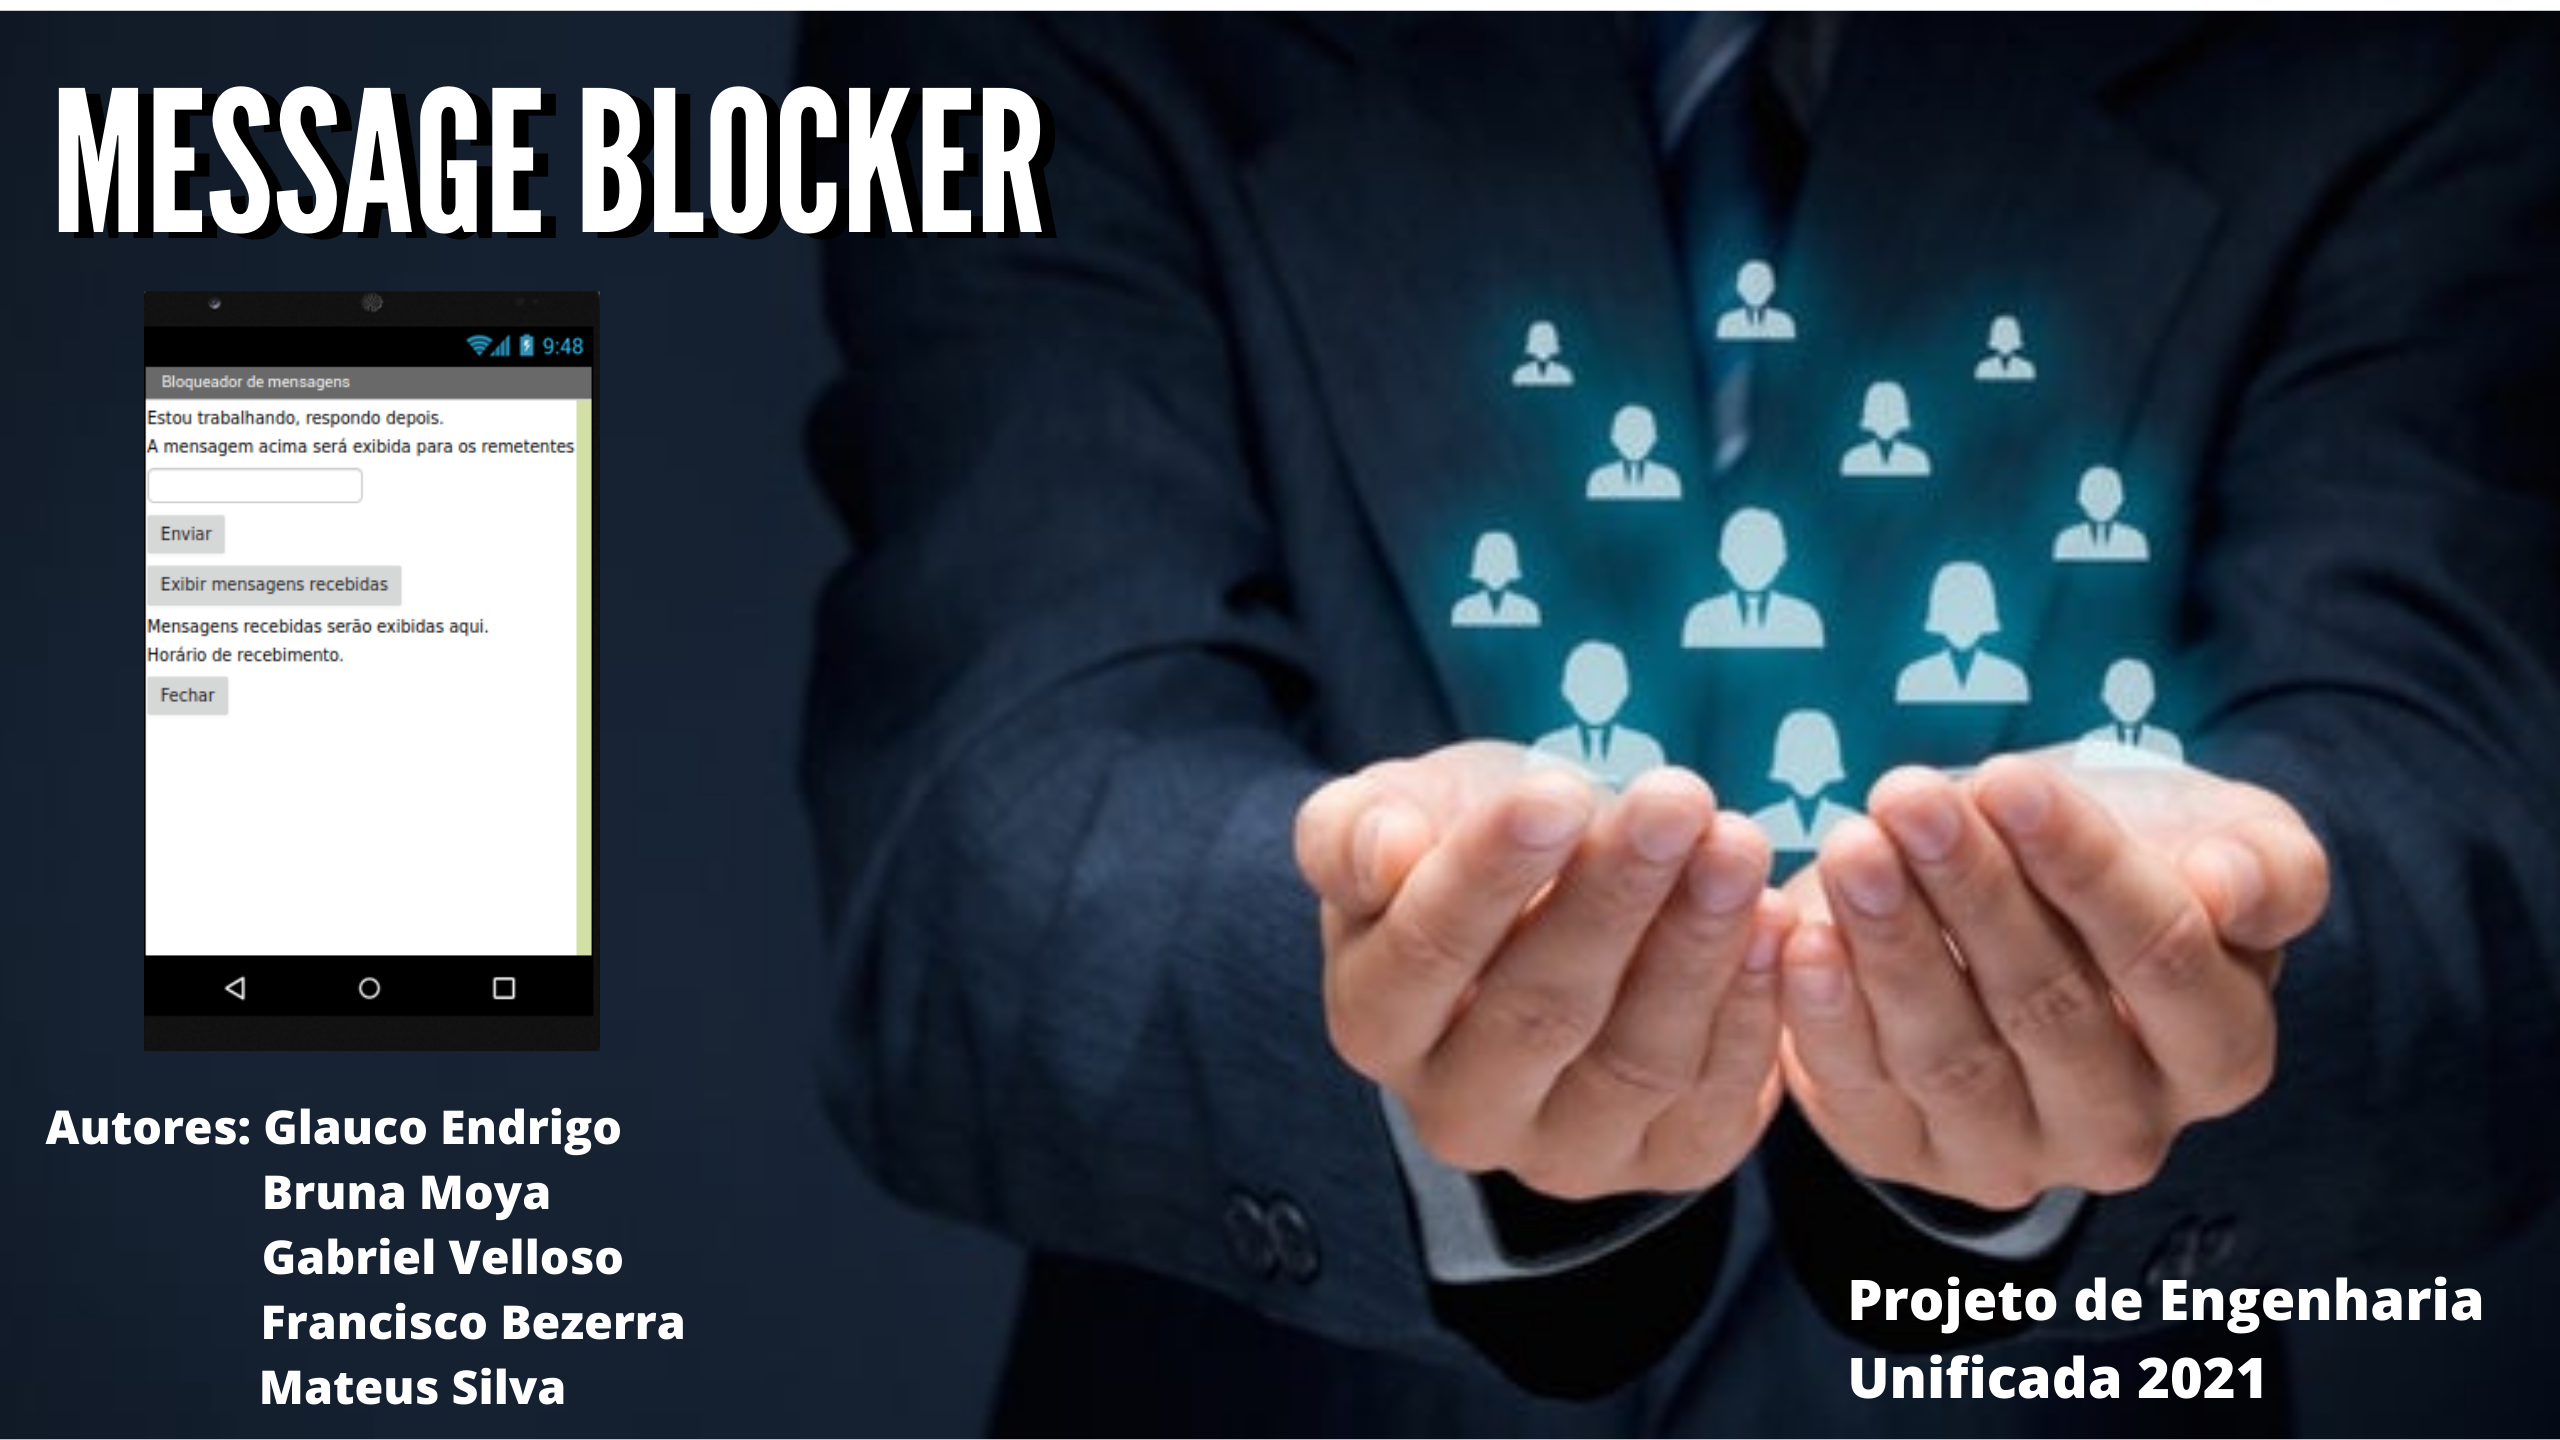 MESSAGE BLOCKER
9:48
Bloqueador de mensagens
Estou trabalhando, respondo depois.
A mensagem acima será exibida para os remetentes
Enviar
Exibir mensagens recebidas
Mensagens recebidas serão exibidas aqui.
Horário de recebimento.
Fechar
Autores: Glauco Endrigo
Bruna Moya
Gabriel Velloso
Francisco Bezerra
Mateus Silva
Projeto de Engenharia
Unificada 2021